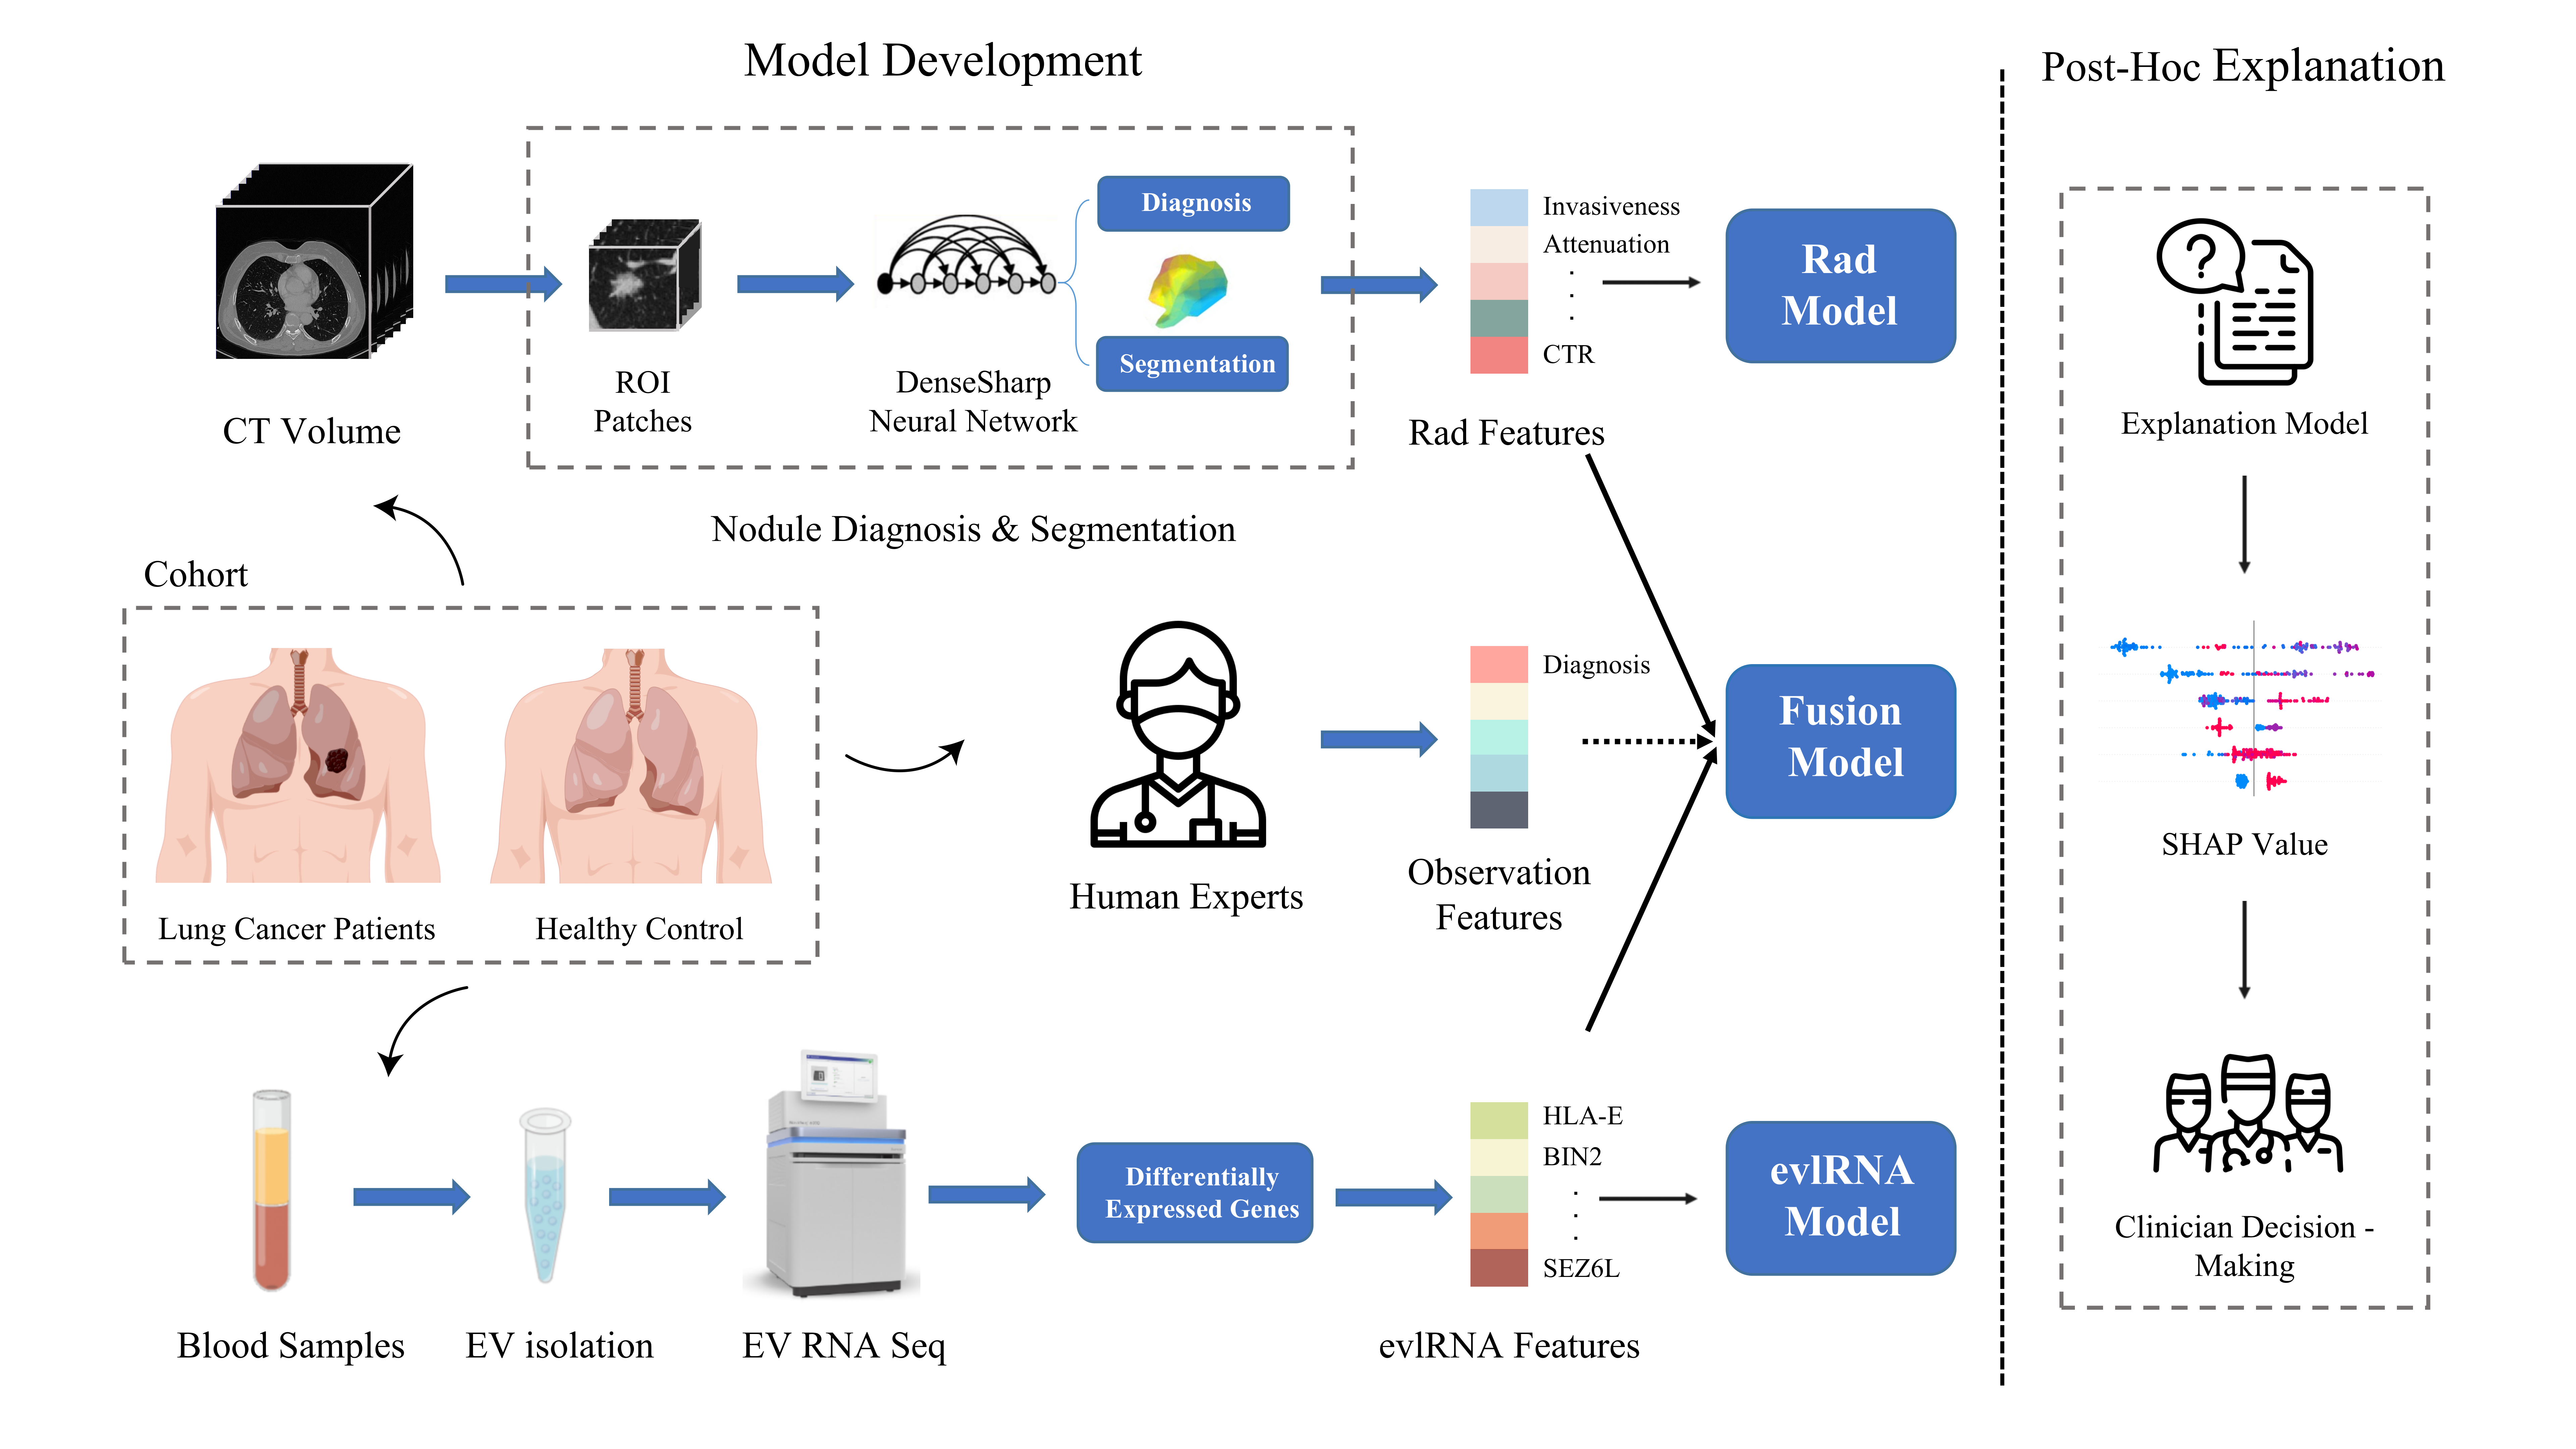 Model Development
Post-Hoc Explanation
Diagnosis
Segmentation
ROI
Patches
DenseSharp
Neural Network
CT Volume
Invasiveness
Attenuation
CTR
Rad Features
Rad
Model
Nodule Diagnosis & Segmentation
Cohort
Lung Cancer Patients
Healthy Control
Human Experts
Diagnosis
Observation
Features
Fusion
Model
Blood Samples
EV isolation
EV RNA Seq
Differentially
Expressed Genes
HLA-E
BIN2
SEZ6L
evlRNA Features
evlRNA
Model
Explanation Model
SHAP Value
Clinician Decision -
Making